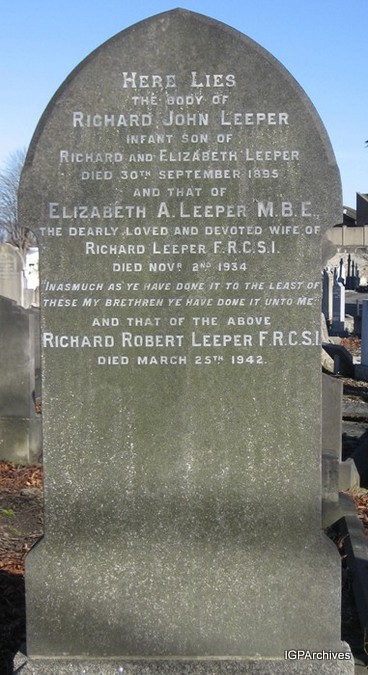 HERE LIES
THE BODY OF
RICHARD JOHN LEEPER
INFANT SON OF
RICHARD AND ELIZABETH LEEPER
DIED 30TH SEPTEMBER 1895
AND THAT OF
ELIZABETH A. LEEPER M.B.E.,
THE DEARLY LOVED AND DEVOTED WIFE OF
RICHARD LEEPER F.R.C.S.I.
DIED NOVR 2ND 1934
"INASMUCH AS YE HAVE DONE IT TO THE LEAST OF
THESE MY BRETHREN YE HAVE DONE IT UNTO ME."
AND THAT OF THE ABOVE
RICHARD ROBERT LEEPER F.R.C.S.I.
DIED MARCH 25TH 1942.
IGPArchives